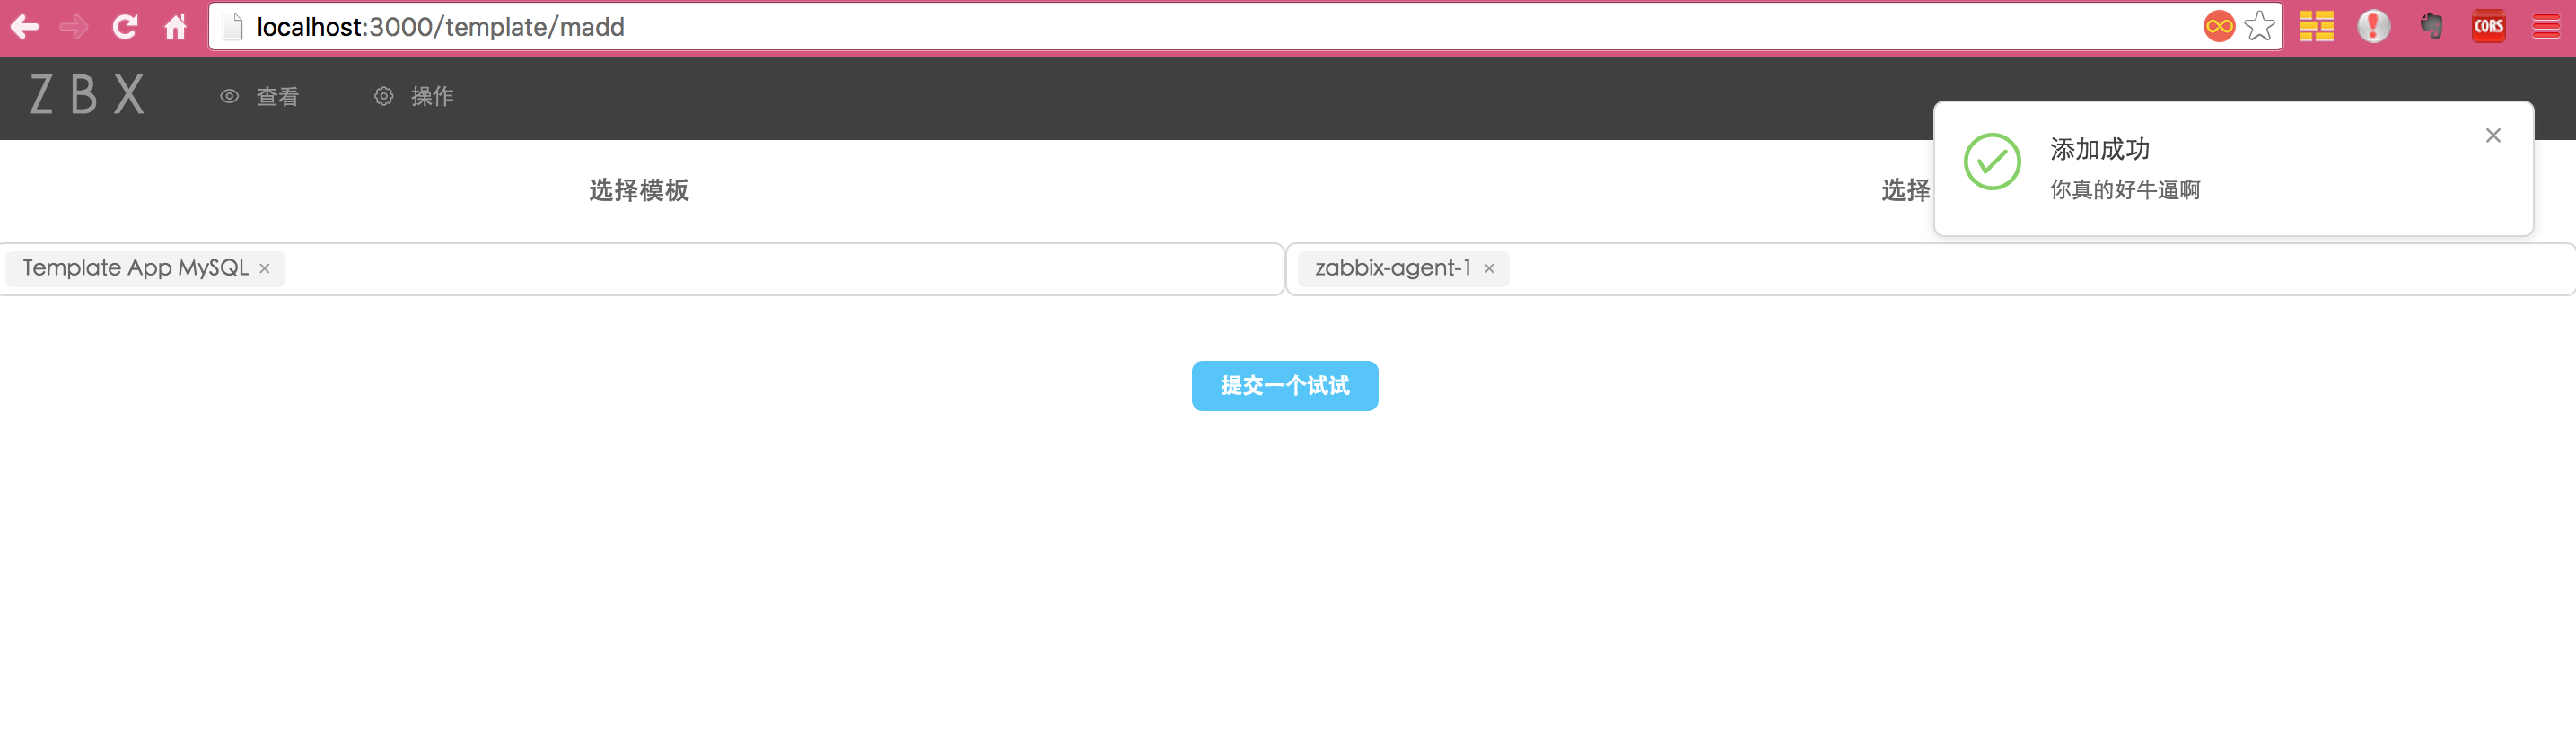 localhost:3000/template/madd
CORS
ZBX 查看 操作
添加成功
你真的好牛逼啊
选择模板 选择
Template App MySQL × zabbix-agent-1 ×
提交一个试试